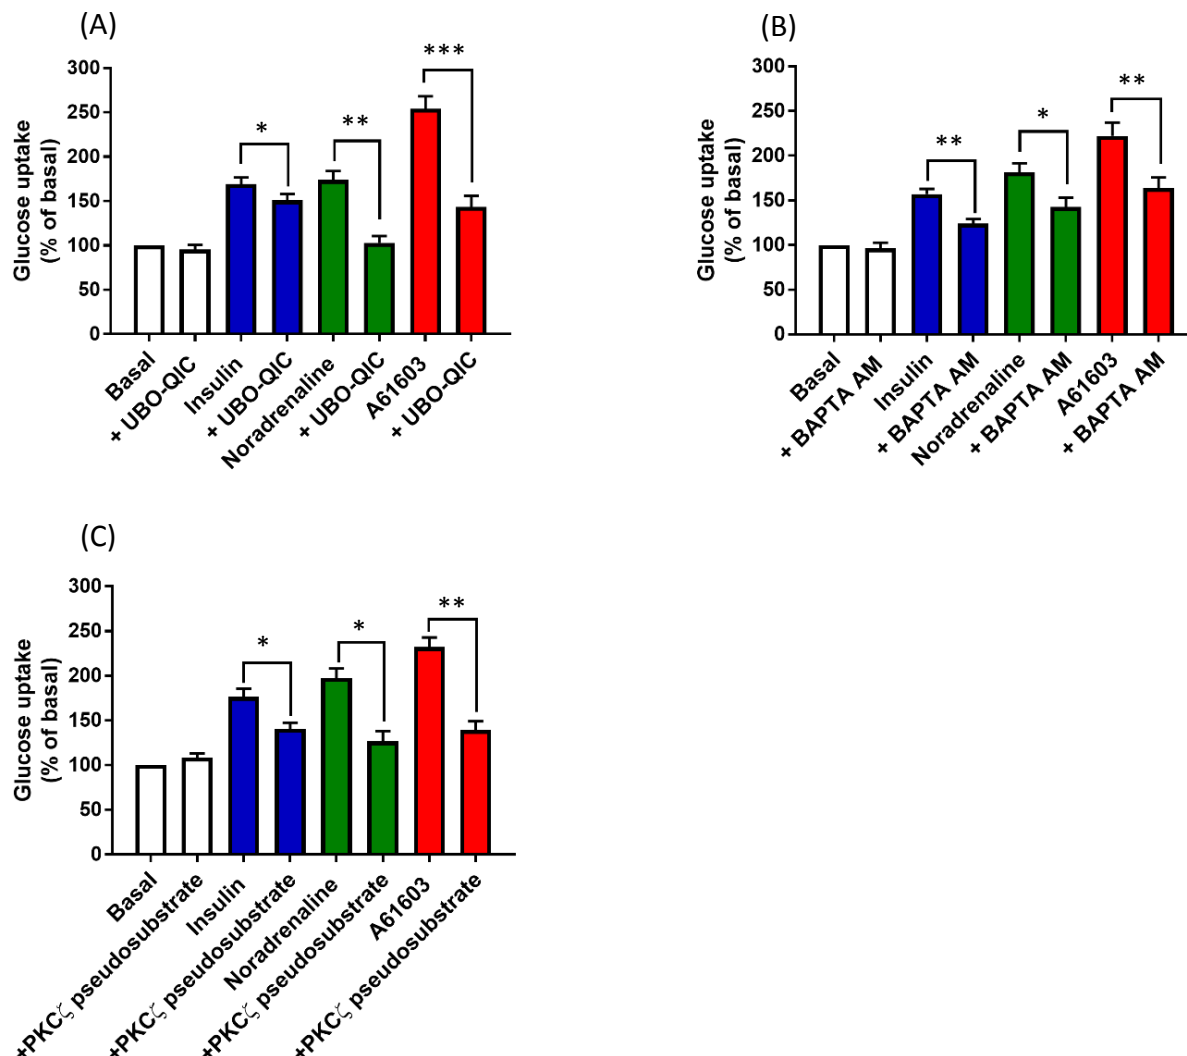 (A)
***
**
*
300
250
200
150
100
50
0
Glucose uptake
(% of basal)
Basal
+ UBO-QIC
Insulin
+ UBO-QIC
Noradrenaline
+ UBO-QIC
A61603
+ UBO-QIC
(B)
**
*
**
300
250
200
150
100
50
0
Glucose uptake
(% of basal)
Basal
+ BAPTA AM
Insulin
+ BAPTA AM
Noradrenaline
+ BAPTA AM
A61603
+ BAPTA AM
(C)
**
*
*
300
250
200
150
100
50
0
Glucose uptake
(% of basal)
Basal
+PKCζ pseudosubstrate
Insulin
+PKCζ pseudosubstrate
Noradrenaline
+PKCζ pseudosubstrate
A61603
+PKCζ pseudosubstrate